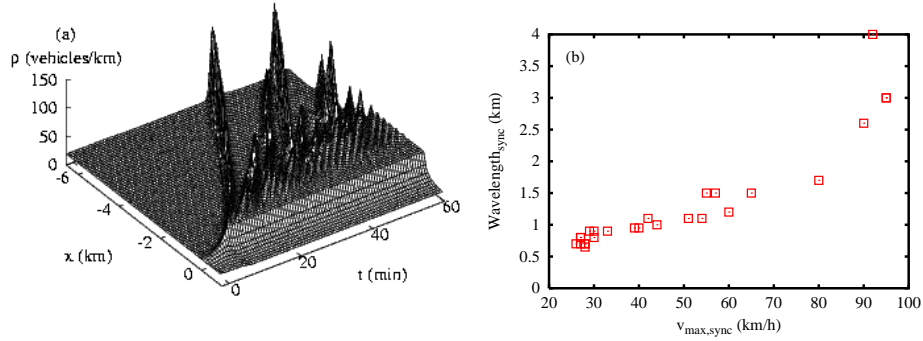 (a)
ρ (vehicles/km)
150
100
50
0
-6
-4
-2
0
x (km)
0
20
40
60
t (min)
(b)
Wavelength_sync (km)
4
3.5
3
2.5
2
1.5
1
0.5
0
20 30 40 50 60 70 80 90 100
v_max,sync (km/h)